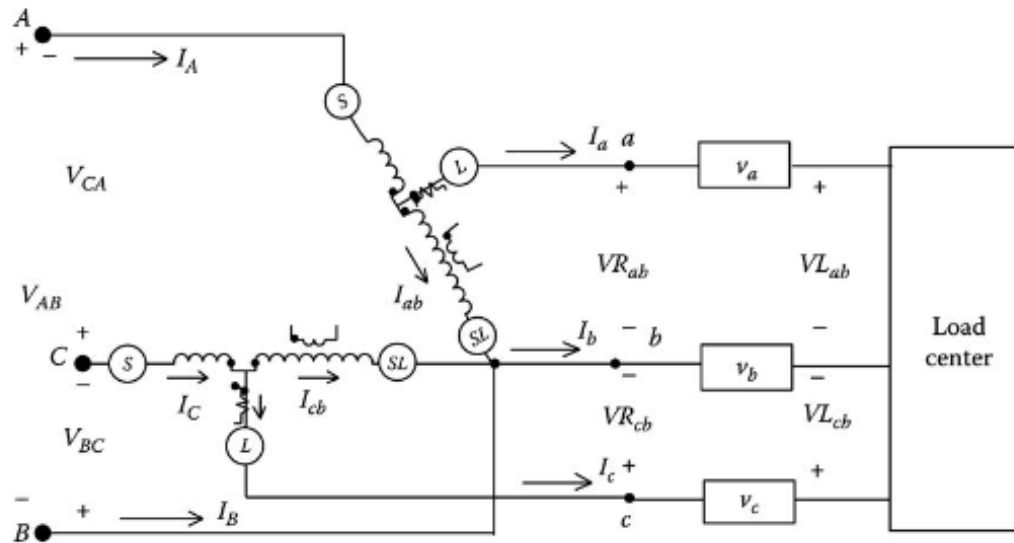 A
+ − I_A
S
I_a a
L
v_a
+ +
V_CA
I_ab
VR_ab VL_ab
V_AB
+
C
−
S
I_C
I_cb
SL
SL
I_b
− b −
v_b
− −
Load
center
VR_cb VL_cb
V_BC
L
I_c + +
v_c
c
−
B
+ I_B